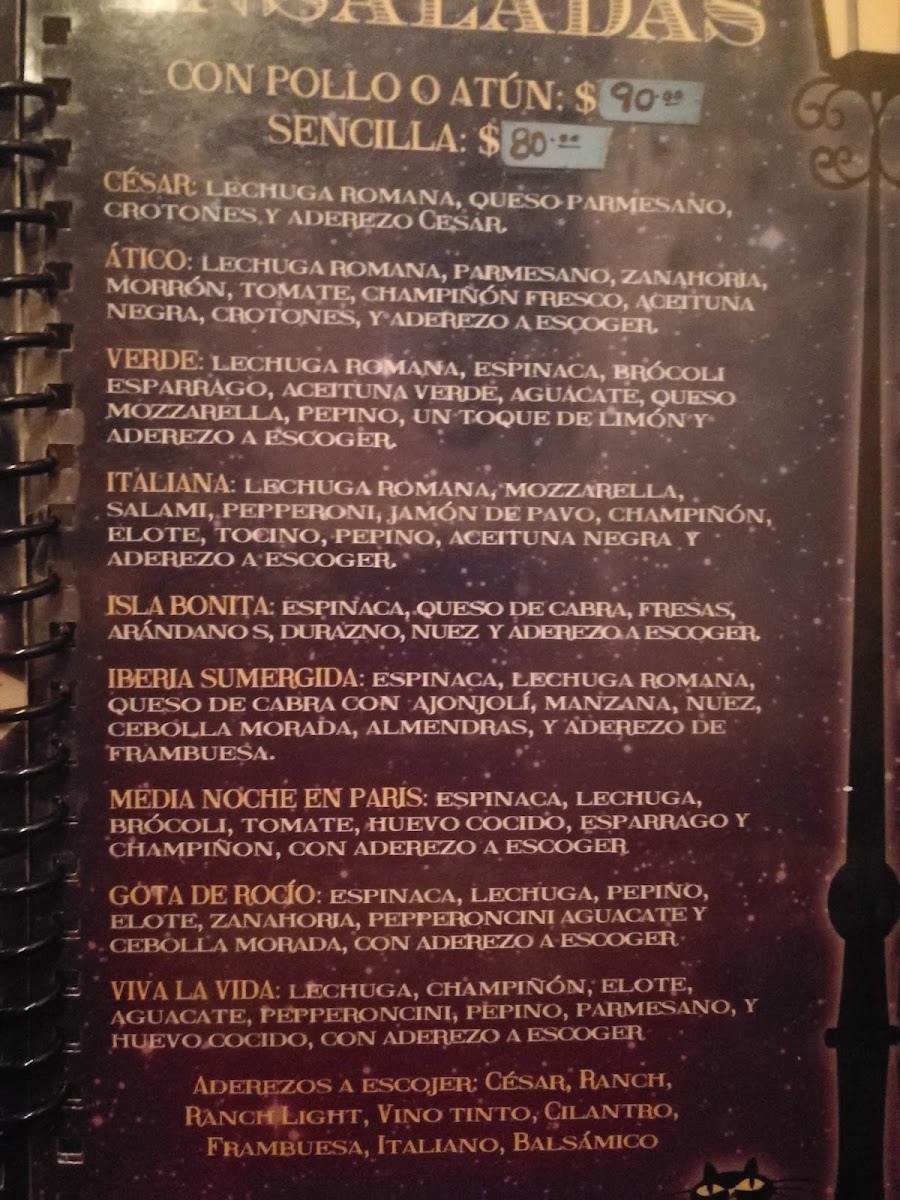 ENSALADAS
CON POLLO O ATÚN: $90.00
SENCILLA: $80.00
CÉSAR: LECHUGA ROMANA, QUESO PARMESANO,
CROTONES Y ADEREZO CESAR.
ÁTICO: LECHUGA ROMANA, PARMESANO, ZANAHORIA,
MORRÓN, TOMATE, CHAMPIÑÓN FRESCO, ACEITUNA
NEGRA, CROTONES, Y ADEREZO A ESCOGER.
VERDE: LECHUGA ROMANA, ESPINACA, BRÓCOLI
ESPARRAGO, ACEITUNA VERDE, AGUACATE, QUESO
MOZZARELLA, PEPINO, UN TOQUE DE LIMÓN Y
ADEREZO A ESCOGER.
ITALIANA: LECHUGA ROMANA, MOZZARELLA,
SALAMI, PEPPERONI, JAMÓN DE PAVO, CHAMPIÑÓN,
ELOTE, TOCINO, PEPINO, ACEITUNA NEGRA Y
ADEREZO A ESCOGER.
ISLA BONITA: ESPINACA, QUESO DE CABRA, FRESAS,
ARÁNDANO S, DURAZNO, NUEZ Y ADEREZO A ESCOGER.
IBERIA SUMERGIDA: ESPINACA, LECHUGA ROMANA,
QUESO DE CABRA CON AJONJOLÍ, MANZANA, NUEZ,
CEBOLLA MORADA, ALMENDRAS, Y ADEREZO DE
FRAMBUESA.
MEDIA NOCHE EN PARIS: ESPINACA, LECHUGA,
BRÓCOLI, TOMATE, HUEVO COCIDO, ESPARRAGO Y
CHAMPIÑON, CON ADEREZO A ESCOGER
GOTA DE ROCÍO: ESPINACA, LECHUGA, PEPINO,
ELOTE, ZANAHORIA, PEPPERONCINI AGUACATE Y
CEBOLLA MORADA, CON ADEREZO A ESCOGER
VIVA LA VIDA: LECHUGA, CHAMPIÑÓN, ELOTE,
AGUACATE, PEPPERONCINI, PEPINO, PARMESANO, Y
HUEVO COCIDO, CON ADEREZO A ESCOGER
ADEREZOS A ESCOJER: CÉSAR, RANCH,
RANCH LIGHT, VINO TINTO, CILANTRO,
FRAMBUESA, ITALIANO, BALSÁMICO